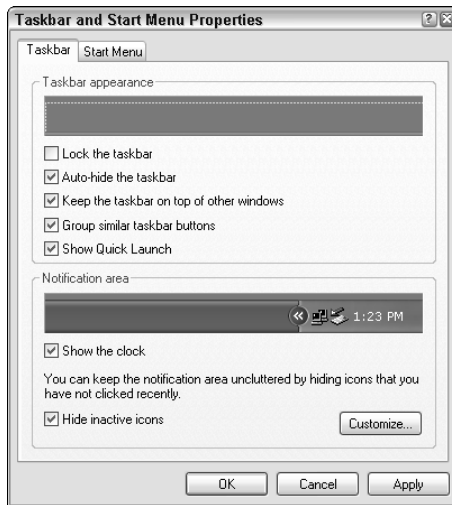 Taskbar and Start Menu Properties
Taskbar Start Menu
Taskbar appearance
Lock the taskbar
Auto-hide the taskbar
Keep the taskbar on top of other windows
Group similar taskbar buttons
Show Quick Launch
Notification area
1:23 PM
Show the clock
You can keep the notification area uncluttered by hiding icons that you
have not clicked recently.
Hide inactive icons
Customize...
OK Cancel Apply